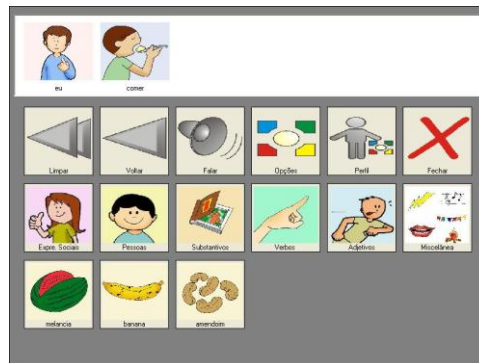 eu comer
Limpar Voltar Falar Opções Perfil Fechar
Expre. Sociais Pessoas Substantivos Verbos Adjetivos Miscelânea
melancia banana amendoim